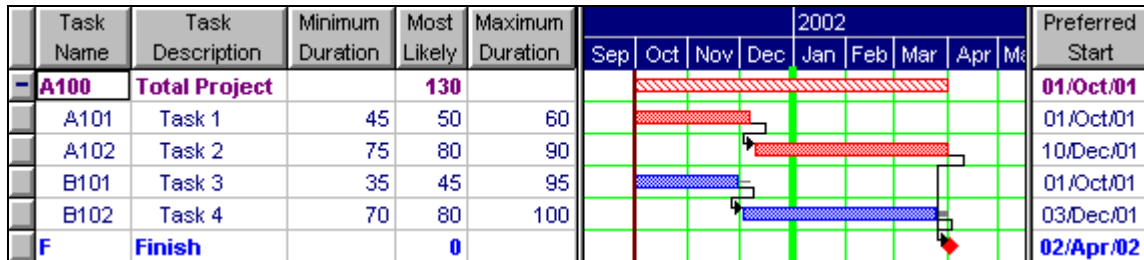 Task Task Minimum Most Maximum 2002 Preferred
Name Description Duration Likely Duration Sep Oct Nov Dec Jan Feb Mar Apr Ma Start
A100 Total Project 130 01/Oct/01
A101 Task 1 45 50 60 01/Oct/01
A102 Task 2 75 80 90 10/Dec/01
B101 Task 3 35 45 95 01/Oct/01
B102 Task 4 70 80 100 03/Dec/01
F Finish 0 02/Apr/02